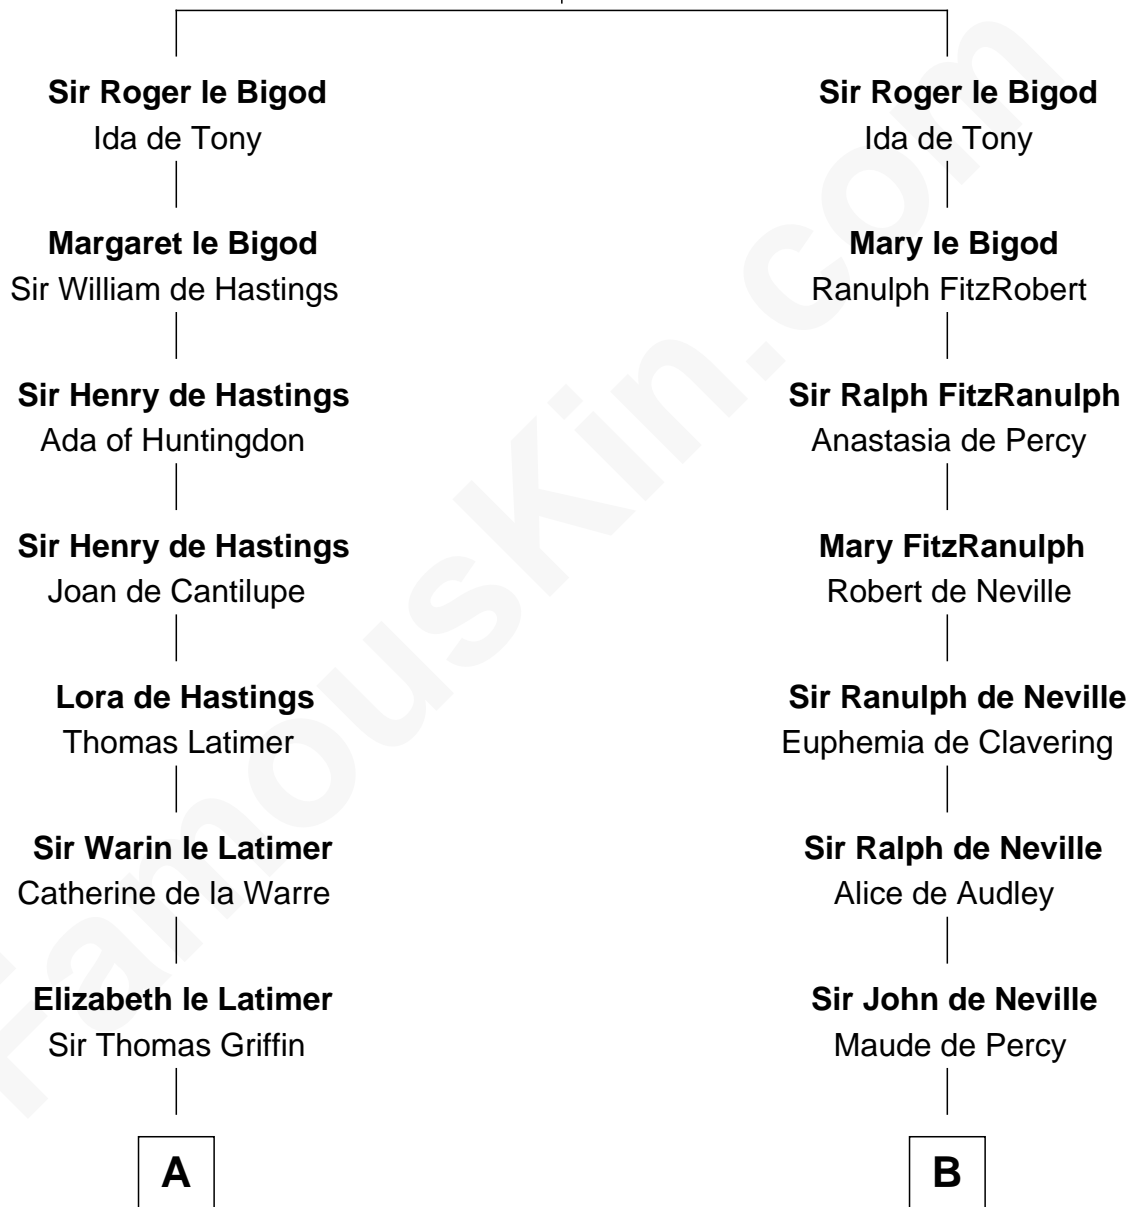 Sir Roger le Bigod
Ida de Tony
Margaret le Bigod
Sir William de Hastings
Sir Henry de Hastings
Ada of Huntingdon
Sir Henry de Hastings
Joan de Cantilupe
Lora de Hastings
Thomas Latimer
Sir Warin le Latimer
Catherine de la Warre
Elizabeth le Latimer
Sir Thomas Griffin
A
Sir Roger le Bigod
Ida de Tony
Mary le Bigod
Ranulph FitzRobert
Sir Ralph FitzRanulph
Anastasia de Percy
Mary FitzRanulph
Robert de Neville
Sir Ranulph de Neville
Euphemia de Clavering
Sir Ralph de Neville
Alice de Audley
Sir John de Neville
Maude de Percy
B
FamousKin.com